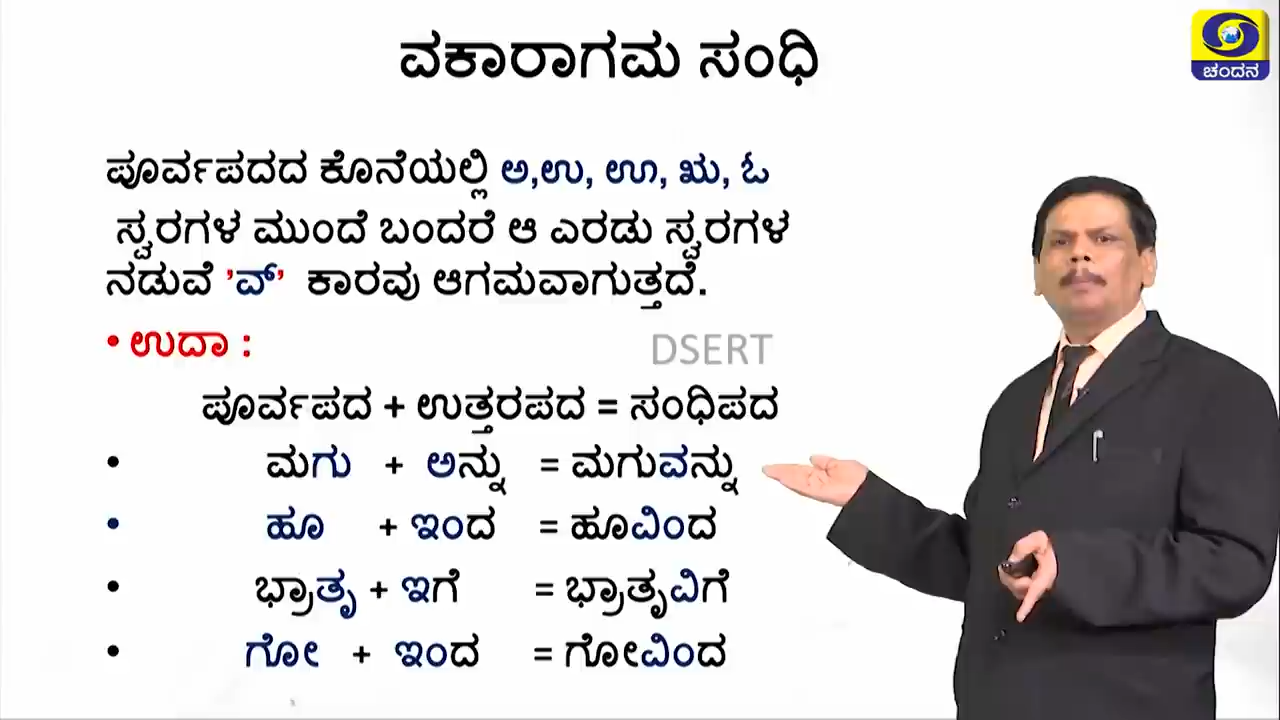 ವಕಾರಾಗಮ ಸಂಧಿ
ಚಂದನ
ಪೂರ್ವಪದದ ಕೊನೆಯಲ್ಲಿ ಅ,ಉ, ಊ, ಋ, ಓ
ಸ್ವರಗಳ ಮುಂದೆ ಬಂದರೆ ಆ ಎರಡು ಸ್ವರಗಳ
ನಡುವೆ ’ವ್’ ಕಾರವು ಆಗಮವಾಗುತ್ತದೆ.
• ಉದಾ :
DSERT
ಪೂರ್ವಪದ + ಉತ್ತರಪದ = ಸಂಧಿಪದ
• ಮಗು + ಅನ್ನು = ಮಗುವನ್ನು
• ಹೂ + ಇಂದ = ಹೂವಿಂದ
• ಭ್ರಾತೃ + ಇಗೆ = ಭ್ರಾತೃವಿಗೆ
• ಗೋ + ಇಂದ = ಗೋವಿಂದ